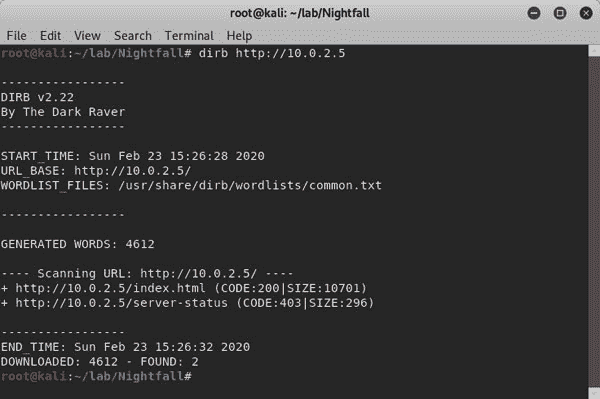 root@kali: ~/lab/Nightfall
File Edit View Search Terminal Help
root@kali:~/lab/Nightfall# dirb http://10.0.2.5
-----------------
DIRB v2.22
By The Dark Raver
-----------------
START_TIME: Sun Feb 23 15:26:28 2020
URL_BASE: http://10.0.2.5/
WORDLIST_FILES: /usr/share/dirb/wordlists/common.txt
-----------------
GENERATED WORDS: 4612
---- Scanning URL: http://10.0.2.5/ ----
+ http://10.0.2.5/index.html (CODE:200|SIZE:10701)
+ http://10.0.2.5/server-status (CODE:403|SIZE:296)
-----------------
END_TIME: Sun Feb 23 15:26:32 2020
DOWNLOADED: 4612 - FOUND: 2
root@kali:~/lab/Nightfall#